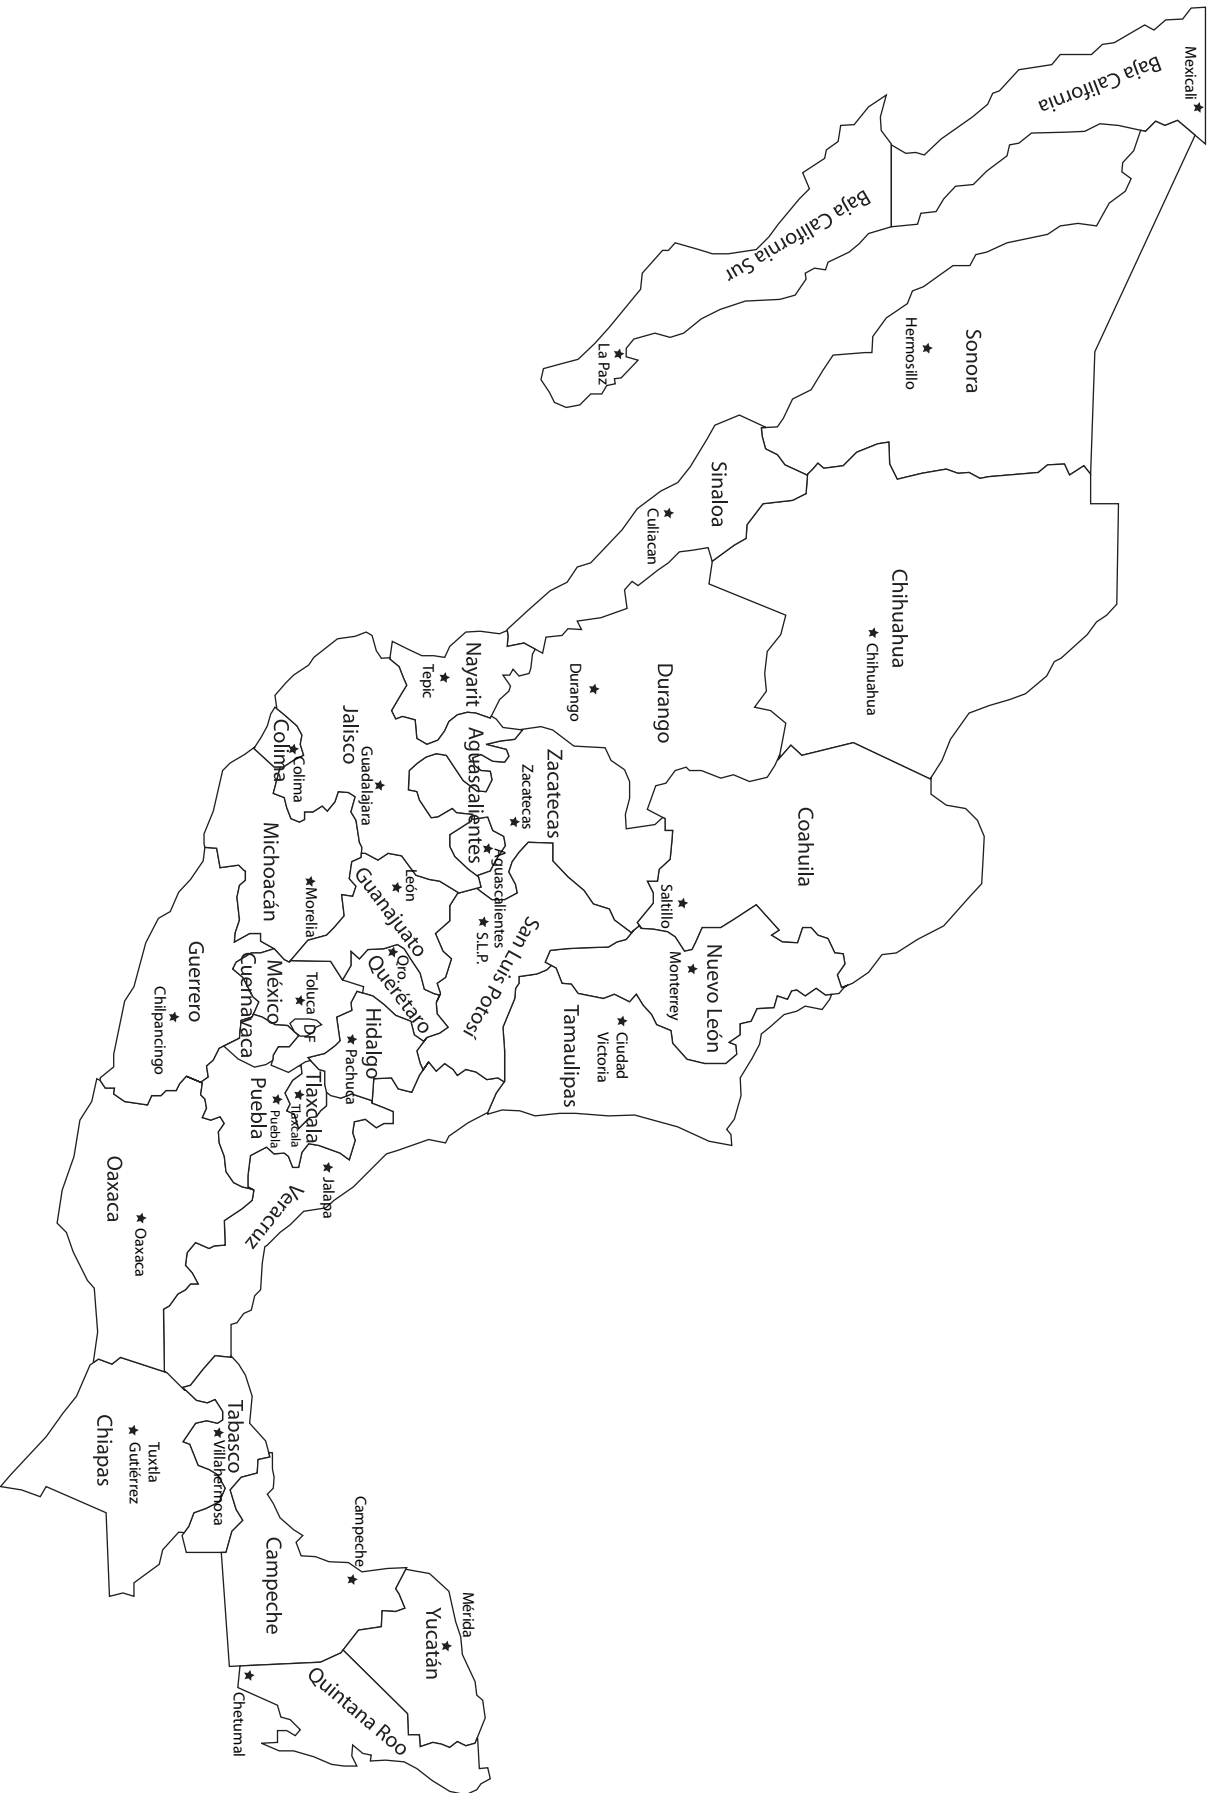 Mexicali
Baja California
Baja California Sur
La Paz
Sonora
Hermosillo
Sinaloa
Culiacan
Chihuahua
Chihuahua
Durango
Durango
Coahuila
Saltillo
Nuevo León
Monterrey
Tamaulipas
Ciudad
Victoria
Zacatecas
Zacatecas
Nayarit
Tepic
Aguascalientes
Aguascalientes
San Luis Potosí
S.L.P.
Jalisco
Guadalajara
Colima
Colima
Guanajuato
León
Querétaro
Qro.
Michoacán
Morelia
Hidalgo
Pachuca
México
Toluca
DF
Cuernavaca
Tlaxcala
Tlaxcala
Puebla
Puebla
Guerrero
Chilpancingo
Veracruz
Jalapa
Oaxaca
Oaxaca
Tabasco
Villahermosa
Chiapas
Tuxtla
Gutiérrez
Campeche
Campeche
Yucatán
Mérida
Quintana Roo
Chetumal